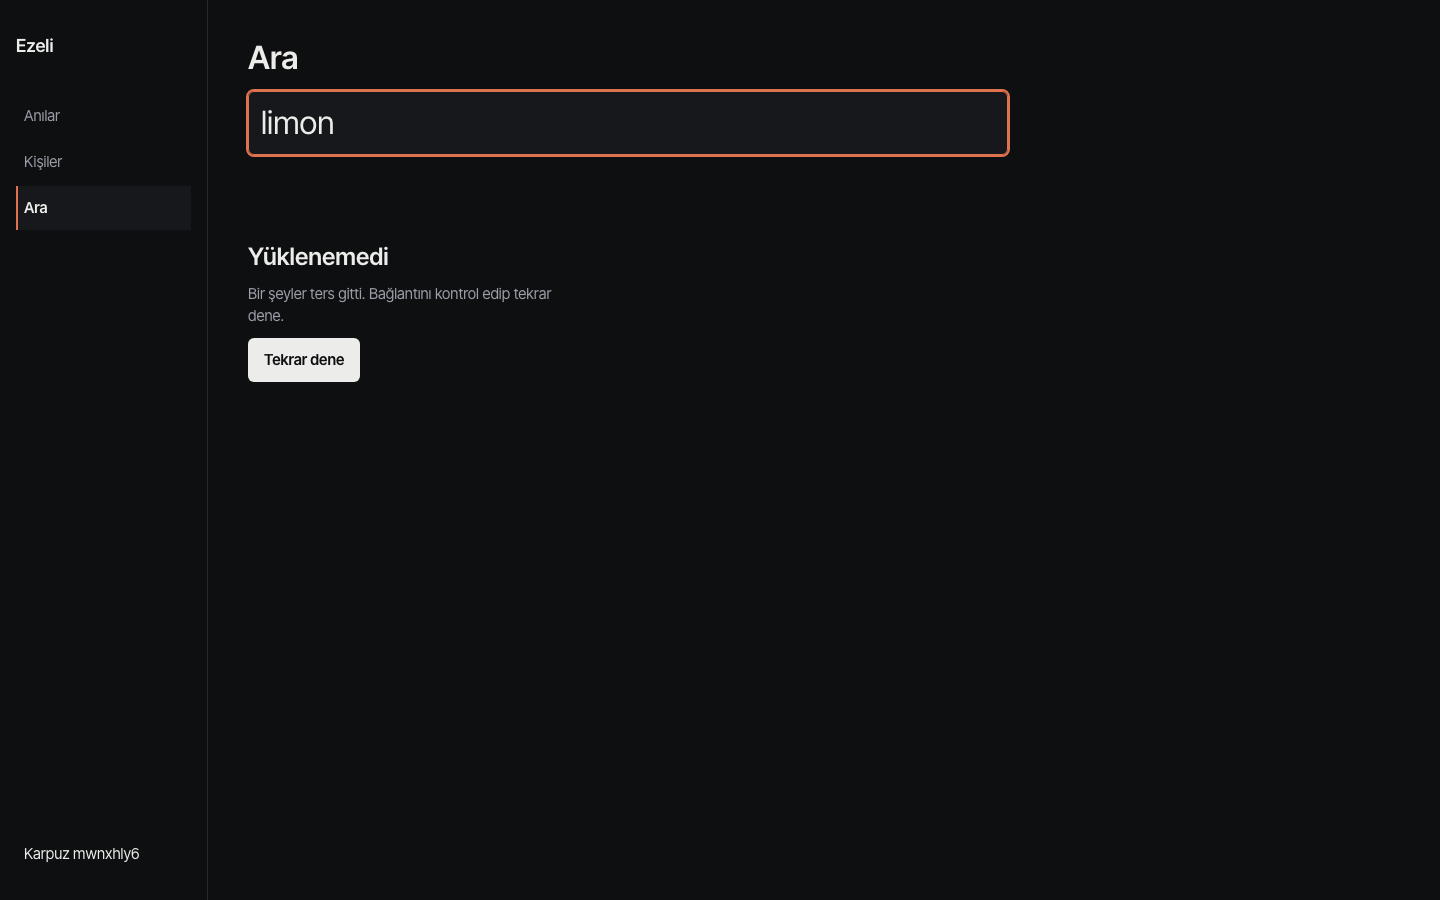 Ezeli
Anılar
Kişiler
Ara
Ara
limon
Yüklenemedi
Bir şeyler ters gitti. Bağlantını kontrol edip tekrar
dene.
Tekrar dene
Karpuz mwnxhly6